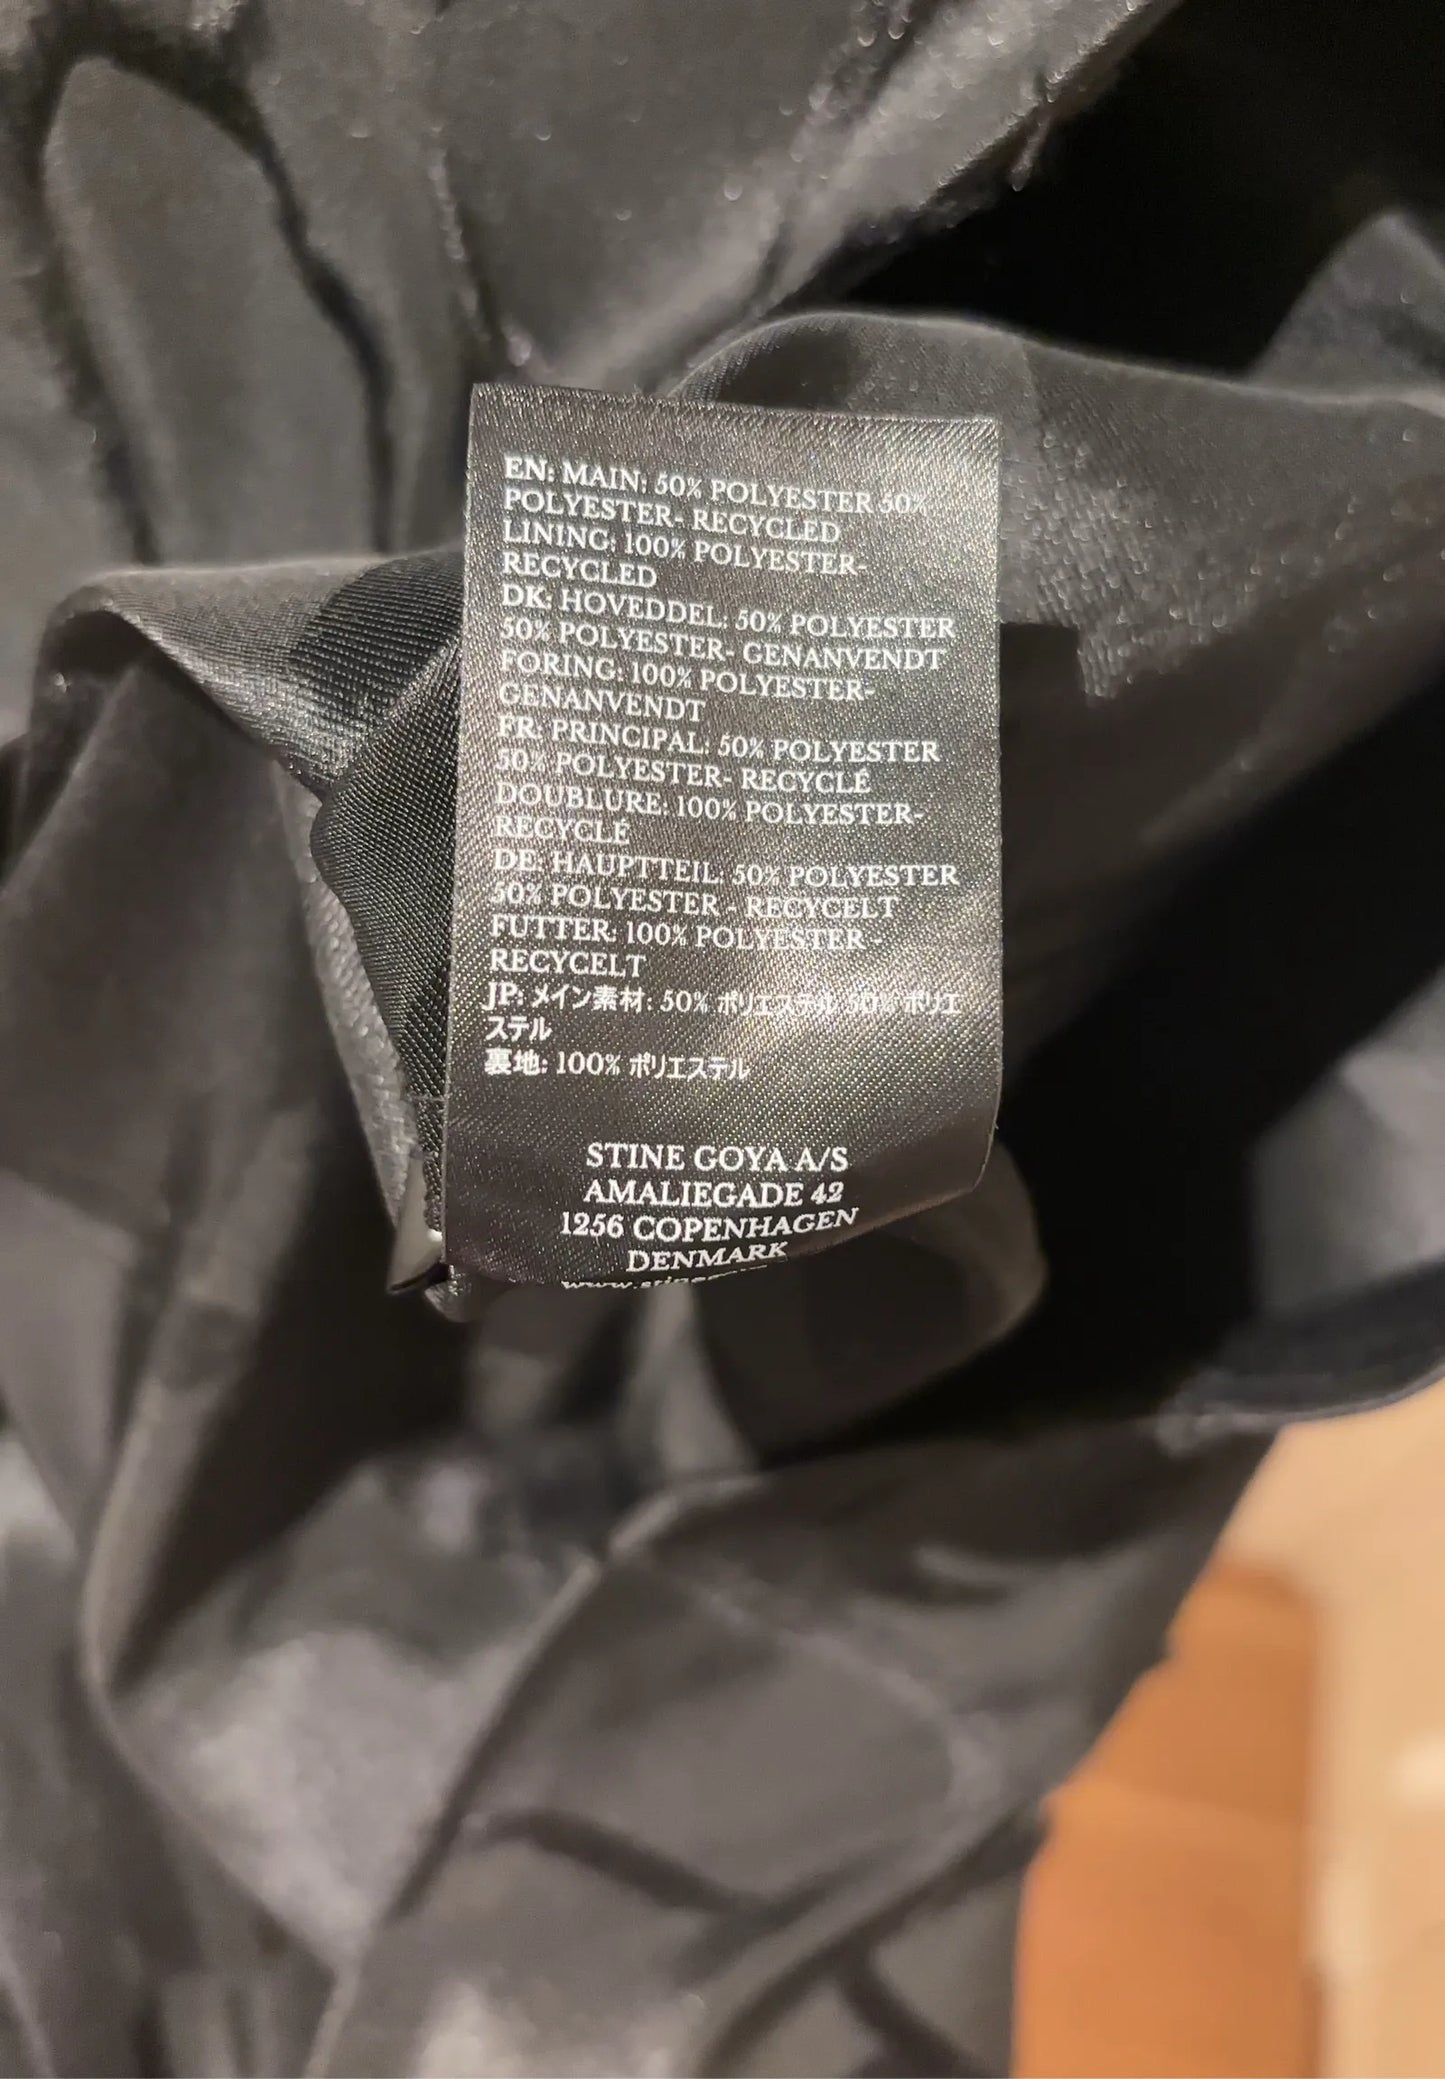 EN: MAIN: 50% POLYESTER 50%
POLYESTER- RECYCLED
LINING: 100% POLYESTER-
RECYCLED
DK: HOVEDDEL: 50% POLYESTER
50% POLYESTER- GENANVENDT
FORING: 100% POLYESTER-
GENANVENDT
FR: PRINCIPAL: 50% POLYESTER
50% POLYESTER- RECYCLÉ
DOUBLURE: 100% POLYESTER-
RECYCLÉ
DE: HAUPTTEIL: 50% POLYESTER
50% POLYESTER - RECYCELT
FUTTER: 100% POLYESTER -
RECYCELT
JP: メイン素材: 50% ポリエステル 50% ポリエ
ステル
裏地: 100% ポリエステル
STINE GOYA A/S
AMALIEGADE 42
1256 COPENHAGEN
DENMARK